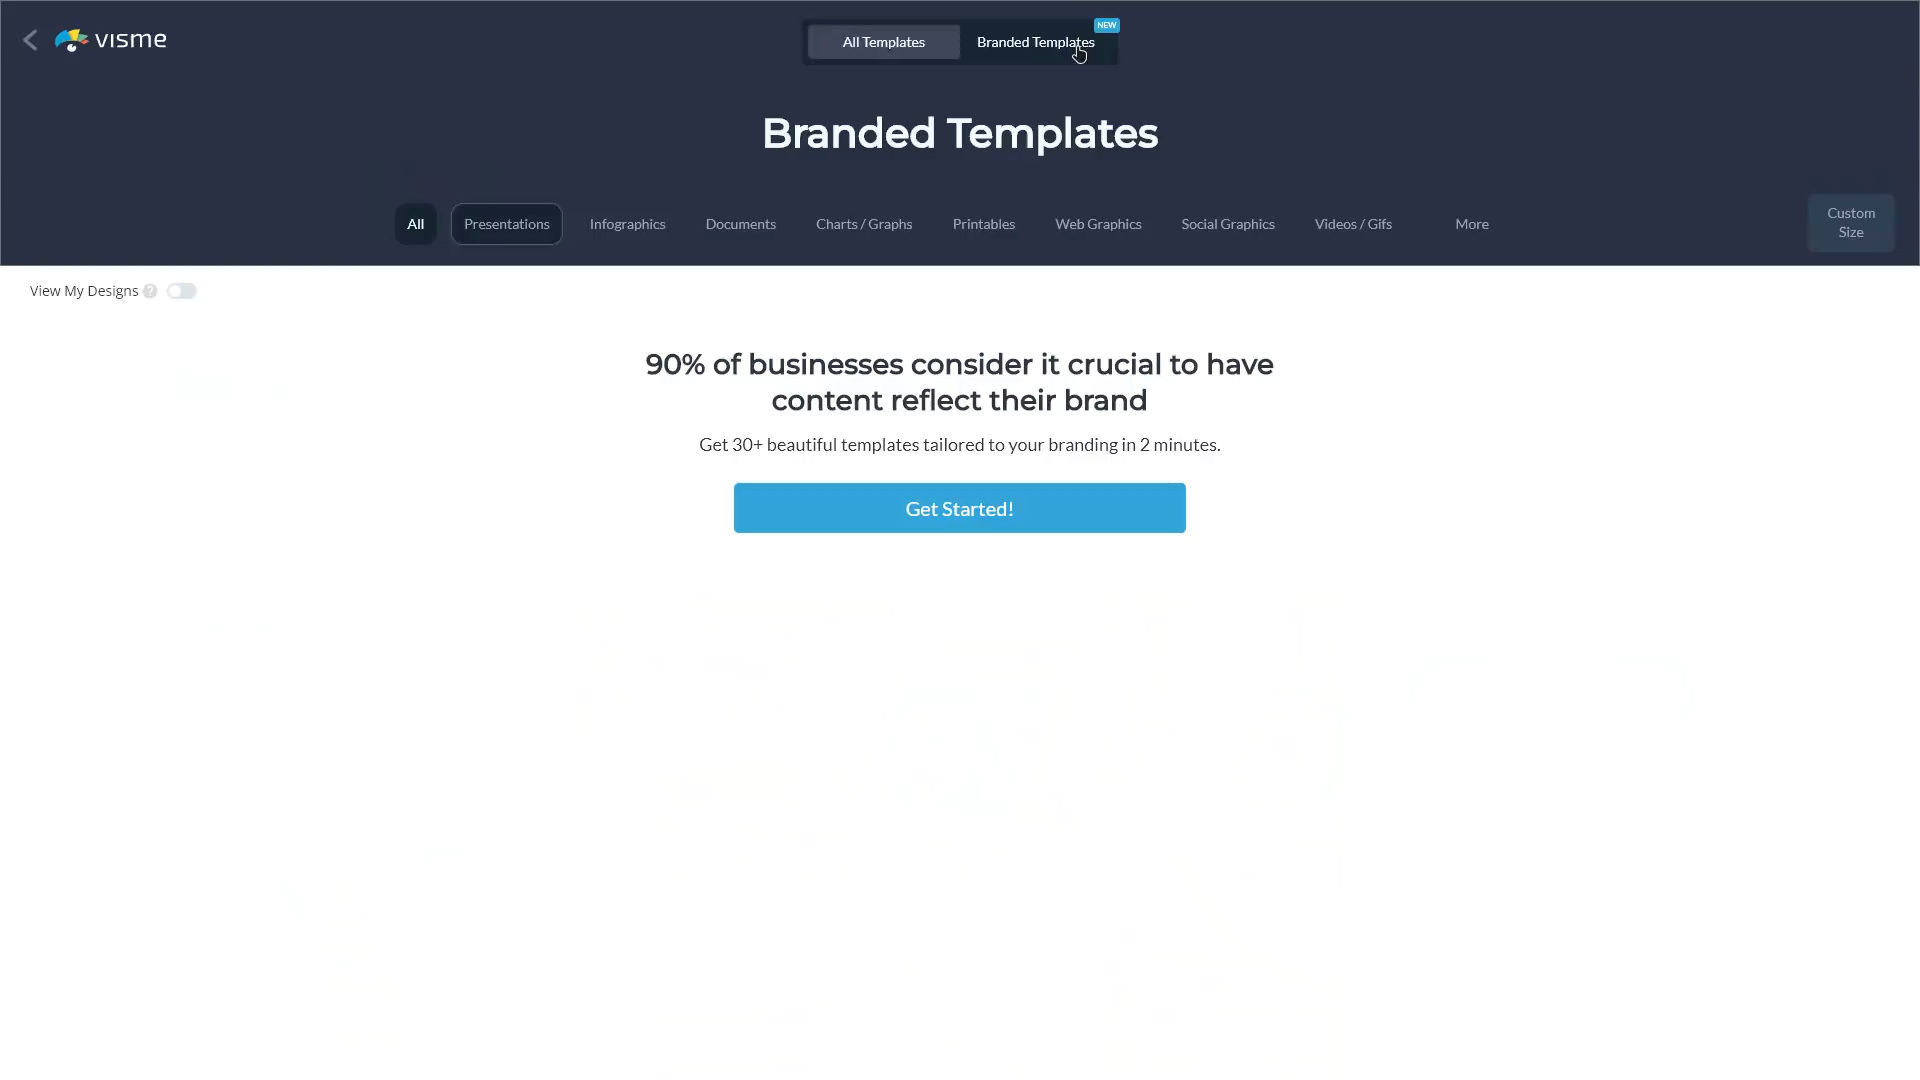 visme
All Templates
Branded Templates
NEW
Branded Templates
All
Presentations
Infographics
Documents
Charts / Graphs
Printables
Web Graphics
Social Graphics
Videos / Gifs
More
Custom
Size
View My Designs ?
90% of businesses consider it crucial to have
content reflect their brand
Get 30+ beautiful templates tailored to your branding in 2 minutes.
Get Started!